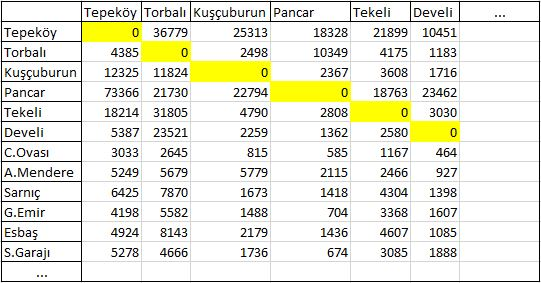 Tepeköy Torbalı Kuşçuburun Pancar Tekeli Develi ...
Tepeköy 0 36779 25313 18328 21899 10451
Torbalı 4385 0 2498 10349 4175 1183
Kuşçuburun 12325 11824 0 2367 3608 1716
Pancar 73366 21730 22794 0 18763 23462
Tekeli 18214 31805 4790 2808 0 3030
Develi 5387 23521 2259 1362 2580 0
C.Ovası 3033 2645 815 585 1167 464
A.Mendere 5249 5679 5779 2115 2466 927
Sarnıç 6425 7870 1673 1418 4304 1398
G.Emir 4198 5582 1488 704 3368 1607
Esbaş 4924 8143 2179 1436 4607 1085
S.Garajı 5278 4666 1736 674 3085 1888
...